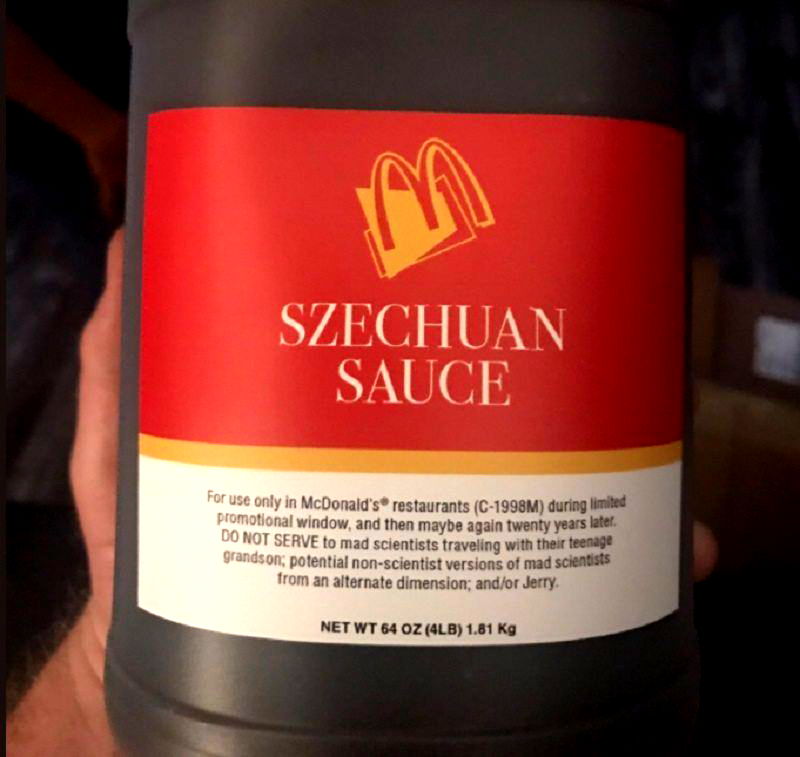 SZECHUAN
SAUCE
For use only in McDonald's® restaurants (C-1998M) during limited
promotional window, and then maybe again twenty years later.
DO NOT SERVE to mad scientists traveling with their teenage
grandson; potential non-scientist versions of mad scientists
from an alternate dimension; and/or Jerry.
NET WT 64 OZ (4LB) 1.81 Kg